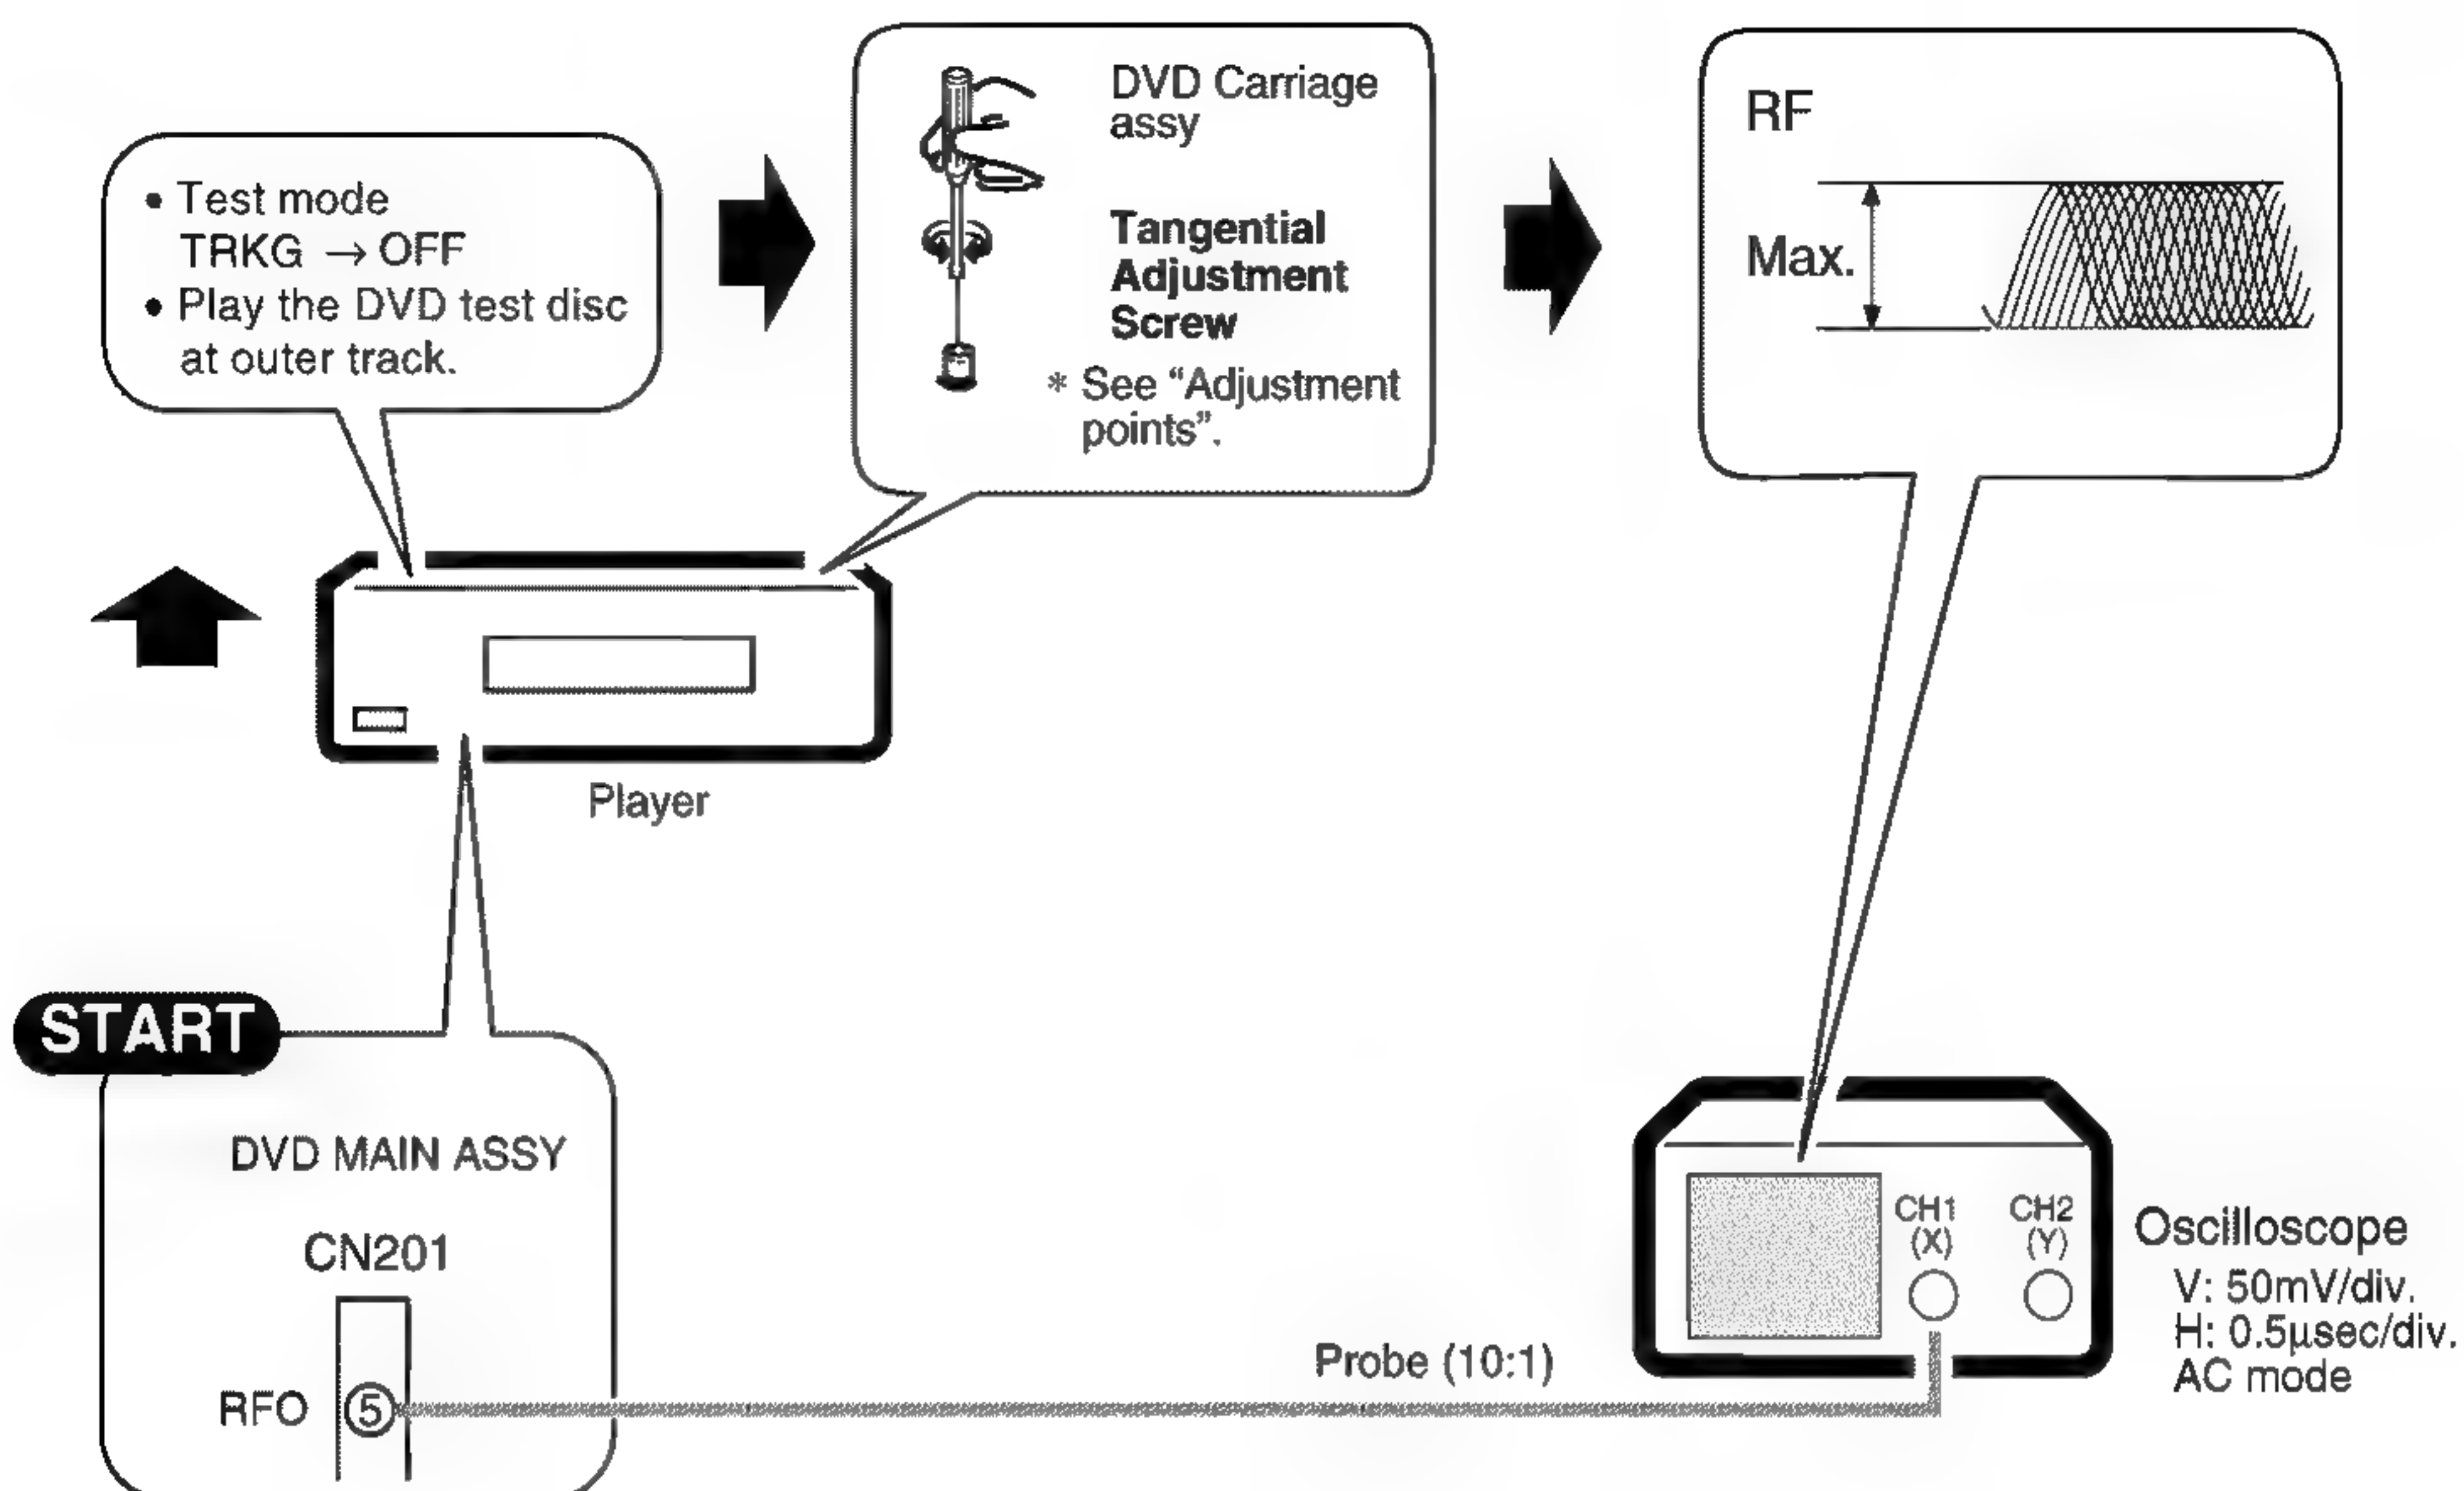 • Test mode
TRKG → OFF
• Play the DVD test disc
at outer track.
DVD Carriage
assy
Tangential
Adjustment
Screw
* See “Adjustment
points”.
RF
Max.
Player
START
DVD MAIN ASSY
CN201
RFO
5
Probe (10:1)
CH1
(X)
CH2
(Y)
Oscilloscope
V: 50mV/div.
H: 0.5μsec/div.
AC mode